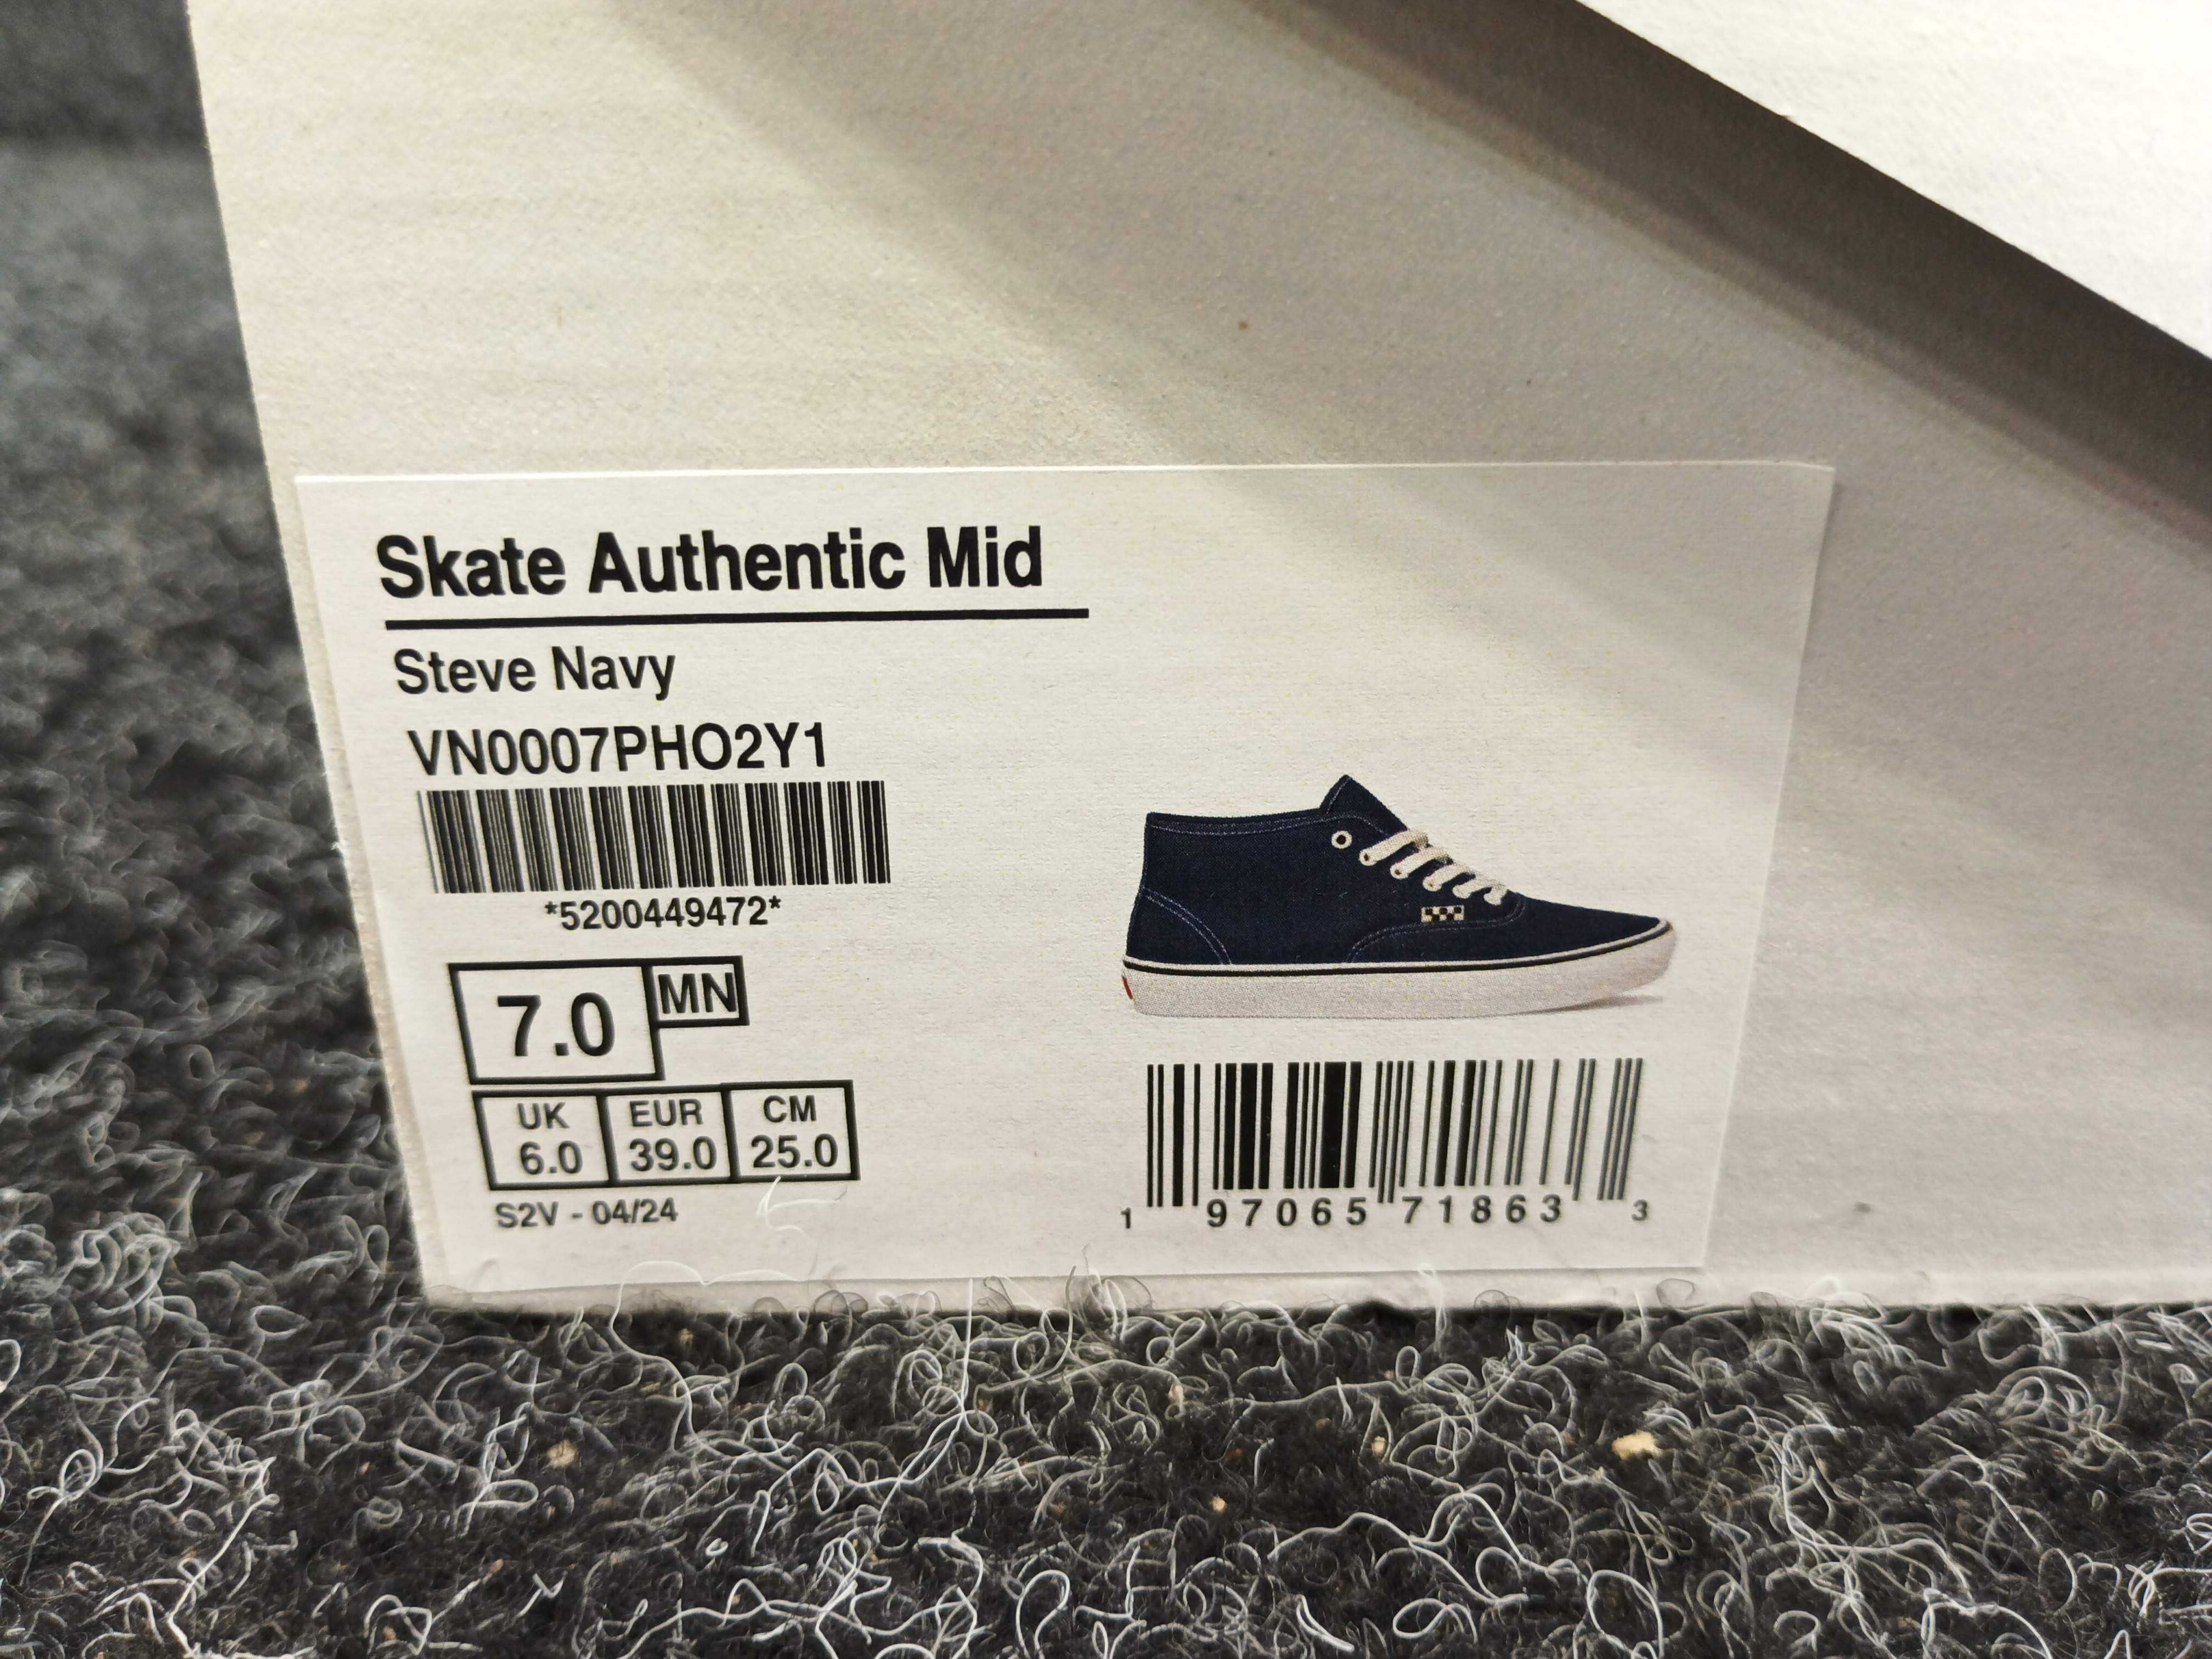 Skate Authentic Mid
Steve Navy
VN0007PHO2Y1
*5200449472*
7.0 MN
UK EUR CM
6.0 39.0 25.0
S2V - 04/24
1 97065 71863 3